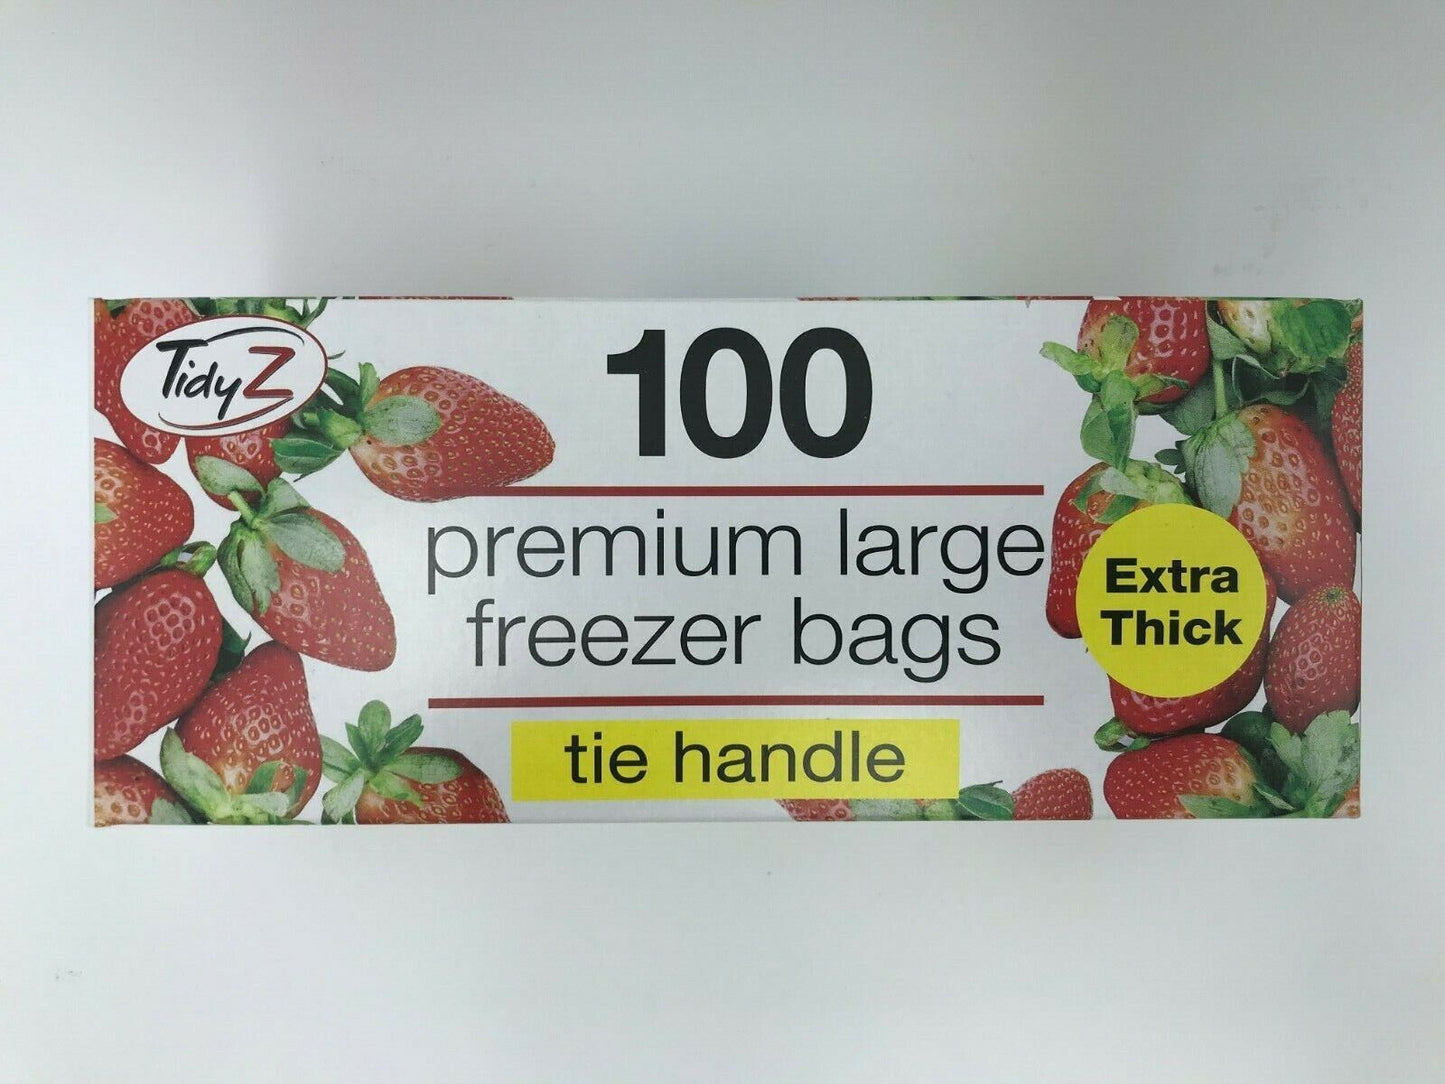 TidyZ
100
premium large
freezer bags
tie handle
Extra
Thick